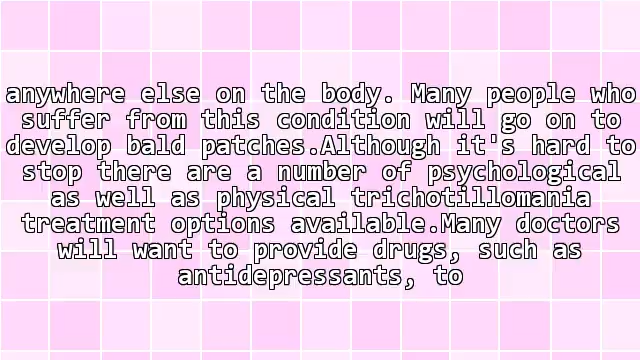 anywhere else on the body. Many people who
suffer from this condition will go on to
develop bald patches.Although it's hard to
stop there are a number of psychological
as well as physical trichotillomania
treatment options available.Many doctors
will want to provide drugs, such as
antidepressants, to